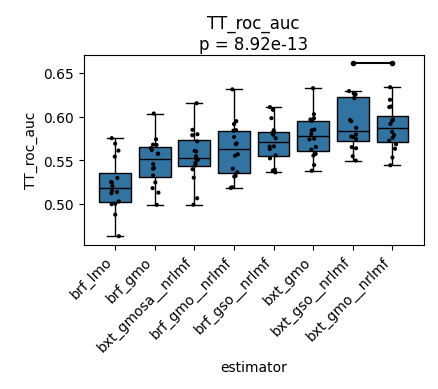 TT_roc_auc
p = 8.92e-13
TT_roc_auc
0.65
0.60
0.55
0.50
brf_lmo
brf_gmo
bxt_gmosa__nrlmf
brf_gmo__nrlmf
brf_gso__nrlmf
bxt_gmo
bxt_gso__nrlmf
bxt_gmo__nrlmf
estimator